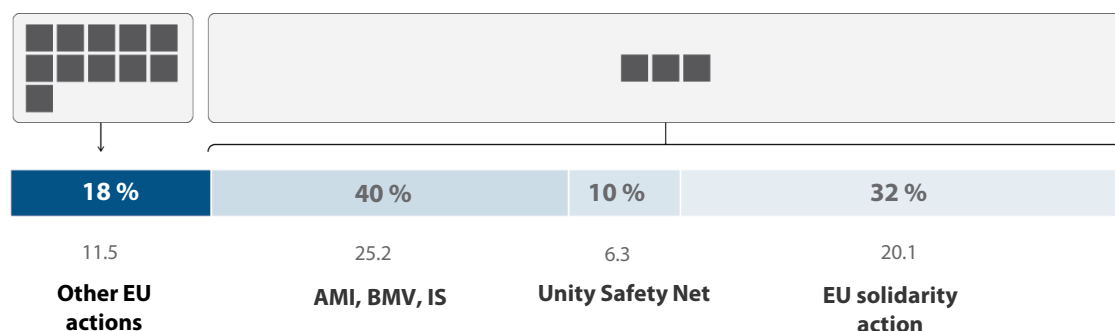 18 %
40 %
10 %
32 %
11.5
25.2
6.3
20.1
Other EU
actions
AMI, BMV, IS
Unity Safety Net
EU solidarity
action